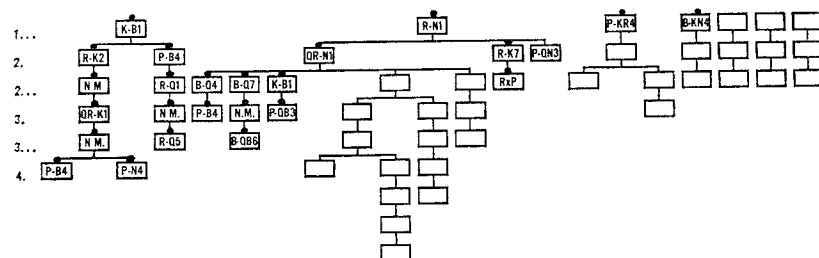 1... K-B1 R-N1 P-KR4 B-KN4
2. R-K2 P-B4 QR-N1 R-K7 P-QN3
2... N M R-Q1 B-Q4 B-Q7 K-B1 RxP
3. QR-K1 N M. P-B4 N.M. P-QB3
3... N M. R-Q5 B-QB6
4. P-B4 P-N4